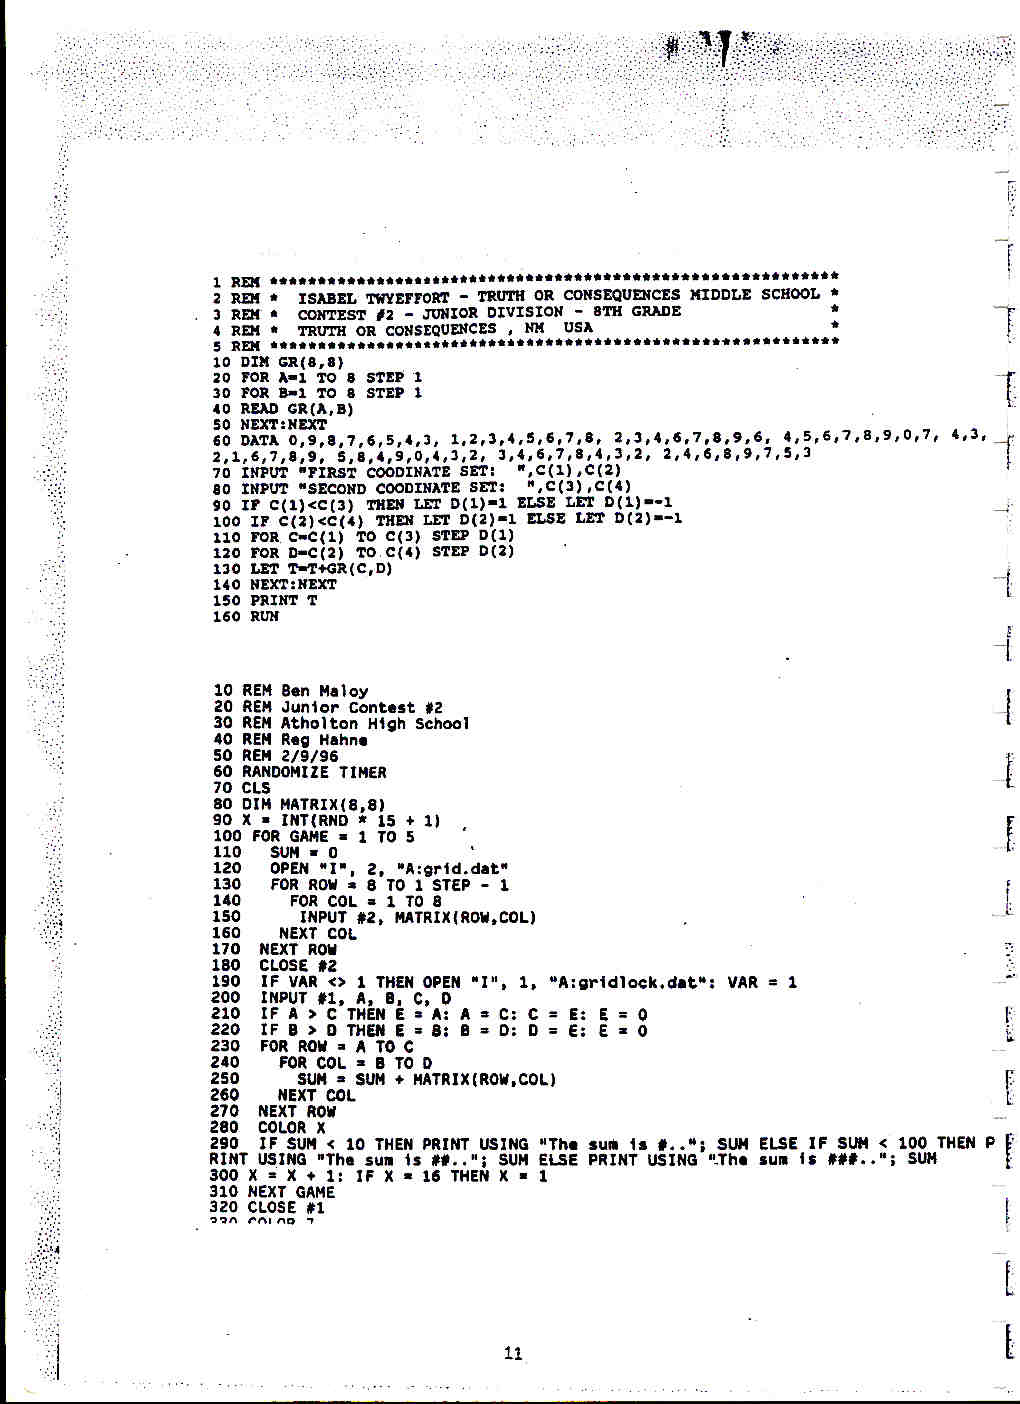 1 REM ************************************************************
2 REM *  ISABEL TWYEFFORT - TRUTH OR CONSEQUENCES MIDDLE SCHOOL *
3 REM *  CONTEST #2 - JUNIOR DIVISION - 8TH GRADE                *
4 REM *  TRUTH OR CONSEQUENCES , NM  USA                         *
5 REM ************************************************************
10 DIM GR(8,8)
20 FOR A=1 TO 8 STEP 1
30 FOR B=1 TO 8 STEP 1
40 READ GR(A,B)
50 NEXT:NEXT
60 DATA 0,9,8,7,6,5,4,3, 1,2,3,4,5,6,7,8, 2,3,4,6,7,8,9,6, 4,5,6,7,8,9,0,7, 4,3,
2,1,6,7,8,9, 5,8,4,9,0,4,3,2, 3,4,6,7,8,4,3,2, 2,4,6,8,9,7,5,3
70 INPUT "FIRST COODINATE SET:  ",C(1),C(2)
80 INPUT "SECOND COODINATE SET:  ",C(3),C(4)
90 IF C(1)<C(3) THEN LET D(1)=1 ELSE LET D(1)=-1
100 IF C(2)<C(4) THEN LET D(2)=1 ELSE LET D(2)=-1
110 FOR C=C(1) TO C(3) STEP D(1)
120 FOR D=C(2) TO C(4) STEP D(2)
130 LET T=T+GR(C,D)
140 NEXT:NEXT
150 PRINT T
160 RUN
10 REM Ben Maloy
20 REM Junior Contest #2
30 REM Atholton High School
40 REM Reg Hahne
50 REM 2/9/96
60 RANDOMIZE TIMER
70 CLS
80 DIM MATRIX(8,8)
90 X = INT(RND * 15 + 1)
100 FOR GAME = 1 TO 5
110   SUM = 0
120   OPEN "I", 2, "A:grid.dat"
130   FOR ROW = 8 TO 1 STEP - 1
140     FOR COL = 1 TO 8
150      INPUT #2, MATRIX(ROW,COL)
160    NEXT COL
170  NEXT ROW
180  CLOSE #2
190  IF VAR <> 1 THEN OPEN "I", 1, "A:gridlock.dat": VAR = 1
200  INPUT #1, A, B, C, D
210  IF A > C THEN E = A: A = C: C = E: E = 0
220  IF B > D THEN E = B: B = D: D = E: E = 0
230  FOR ROW = A TO C
240    FOR COL = B TO D
250      SUM = SUM + MATRIX(ROW,COL)
260    NEXT COL
270  NEXT ROW
280  COLOR X
290  IF SUM < 10 THEN PRINT USING "The sum is #.."; SUM ELSE IF SUM < 100 THEN P
RINT USING "The sum is ##.."; SUM ELSE PRINT USING "The sum is ###.."; SUM
300 X = X + 1: IF X = 16 THEN X = 1
310 NEXT GAME
320 CLOSE #1
330 COLOR 7
11